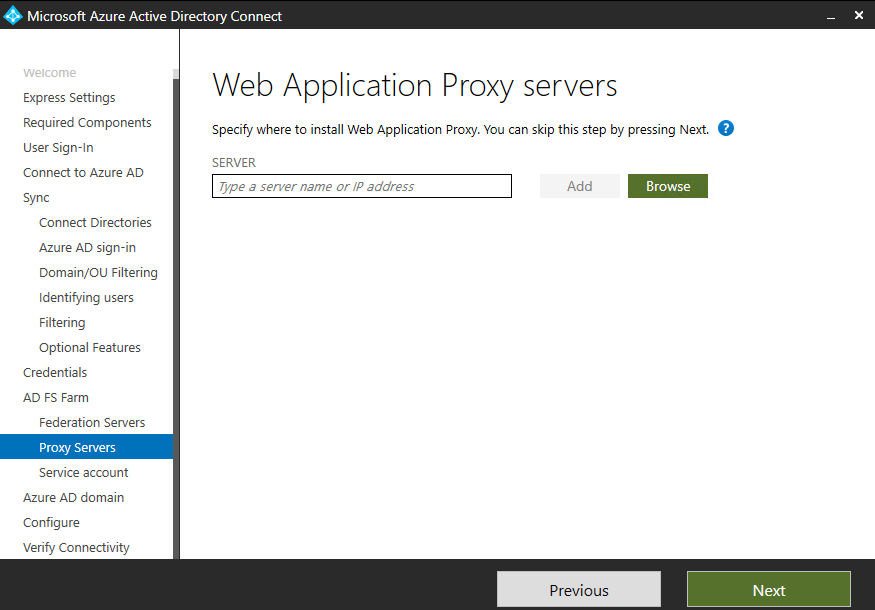 Microsoft Azure Active Directory Connect
Welcome
Express Settings
Required Components
User Sign-In
Connect to Azure AD
Sync
Connect Directories
Azure AD sign-in
Domain/OU Filtering
Identifying users
Filtering
Optional Features
Credentials
AD FS Farm
Federation Servers
Proxy Servers
Service account
Azure AD domain
Configure
Verify Connectivity
Web Application Proxy servers
Specify where to install Web Application Proxy. You can skip this step by pressing Next. ?
SERVER
Type a server name or IP address
Add
Browse
Previous
Next